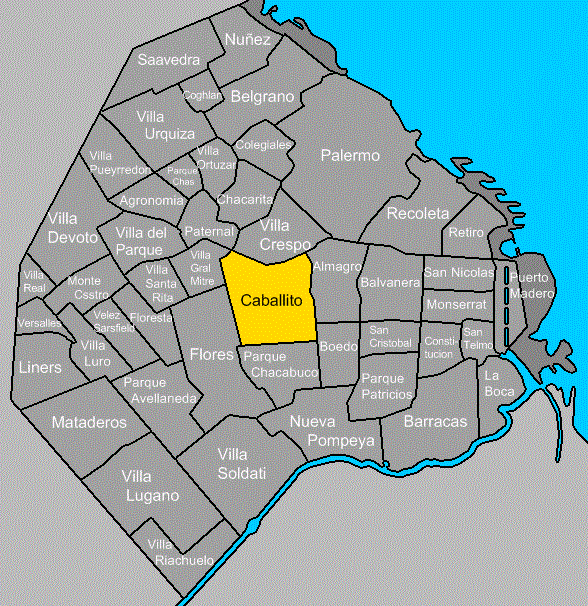 Nuñez
Saavedra
Coghlan
Belgrano
Villa
Urquiza
Villa
Pueyrredon
Parque
Chas
Villa
Ortuzar
Colegiales
Palermo
Agronomia
Chacarita
Villa
Devoto
Villa del
Parque
Paternal
Villa
Crespo
Recoleta
Retiro
Villa
Real
Monte
Csstro
Villa
Santa
Rita
Villa
Gral
Mitre
Almagro
Balvanera
San Nicolas
Puerto
Madero
Versalles
Velez
Sarsfield
Floresta
Caballito
Monserrat
Liners
Villa
Luro
Flores
Parque
Chacabuco
Boedo
San
Cristobal
Consti-
tucion
San
Telmo
Parque
Avellaneda
Parque
Patricios
La
Boca
Mataderos
Nueva
Pompeya
Barracas
Villa
Soldati
Villa
Lugano
Villa
Riachuelo